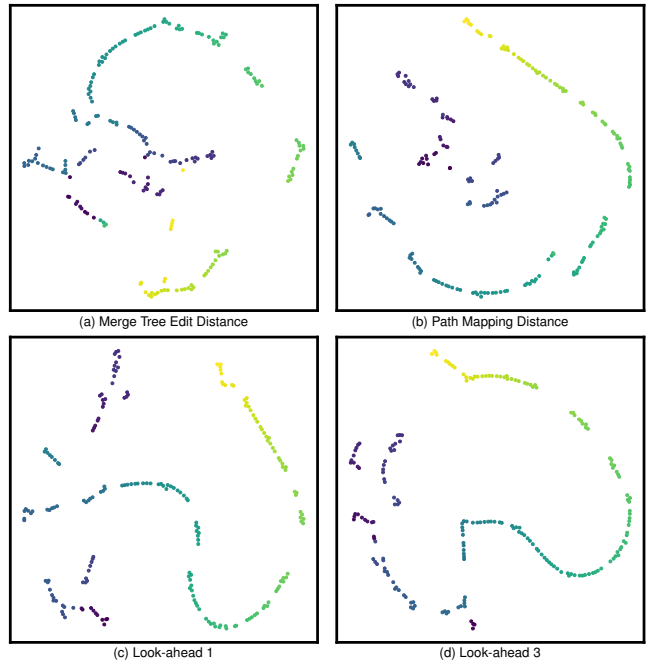 (a) Merge Tree Edit Distance
(b) Path Mapping Distance
(c) Look-ahead 1
(d) Look-ahead 3